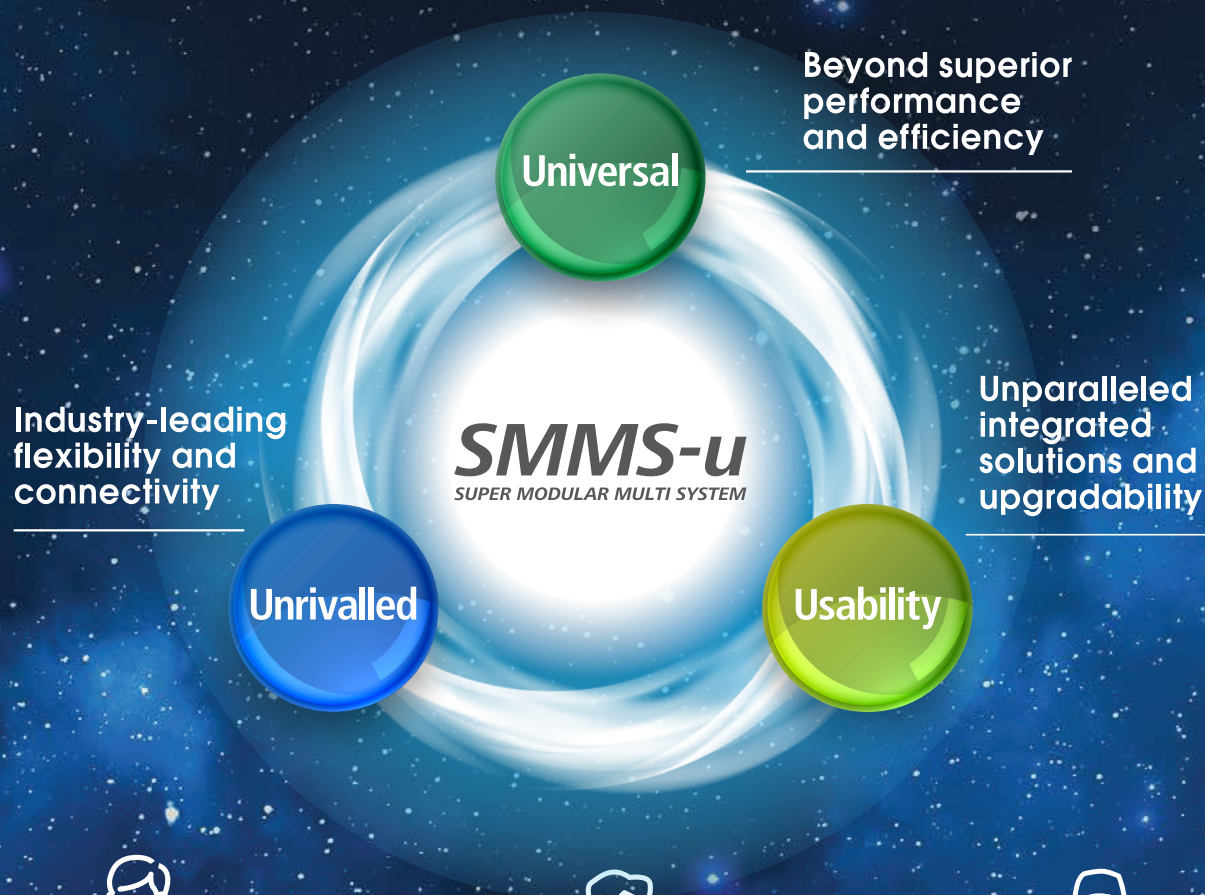 Beyond superior
performance
and efficiency
Universal
Industry-leading
flexibility and
connectivity
Unparalleled
integrated
solutions and
upgradability
SMMS-u
SUPER MODULAR MULTI SYSTEM
Unrivalled
Usability